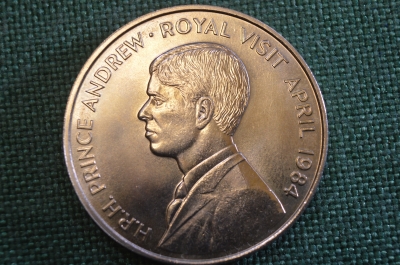 H.R.H. PRINCE ANDREW · ROYAL VISIT APRIL 1984